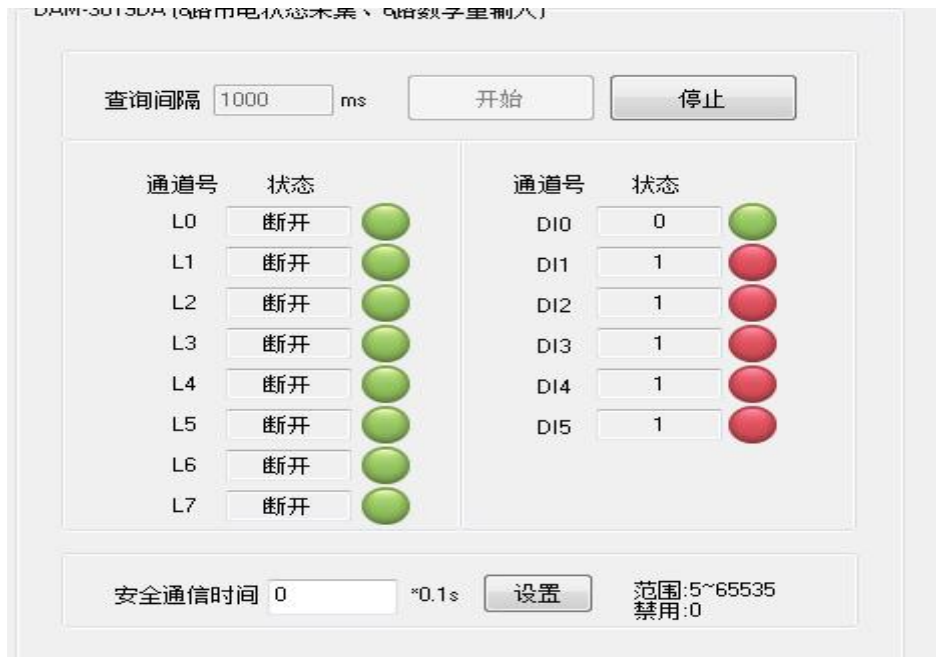 查询间隔 1000 ms 开始 停止
通道号 状态 通道号 状态
L0 断开 DI0 0
L1 断开 DI1 1
L2 断开 DI2 1
L3 断开 DI3 1
L4 断开 DI4 1
L5 断开 DI5 1
L6 断开
L7 断开
安全通信时间 0 *0.1s 设置 范围:5~65535
禁用:0